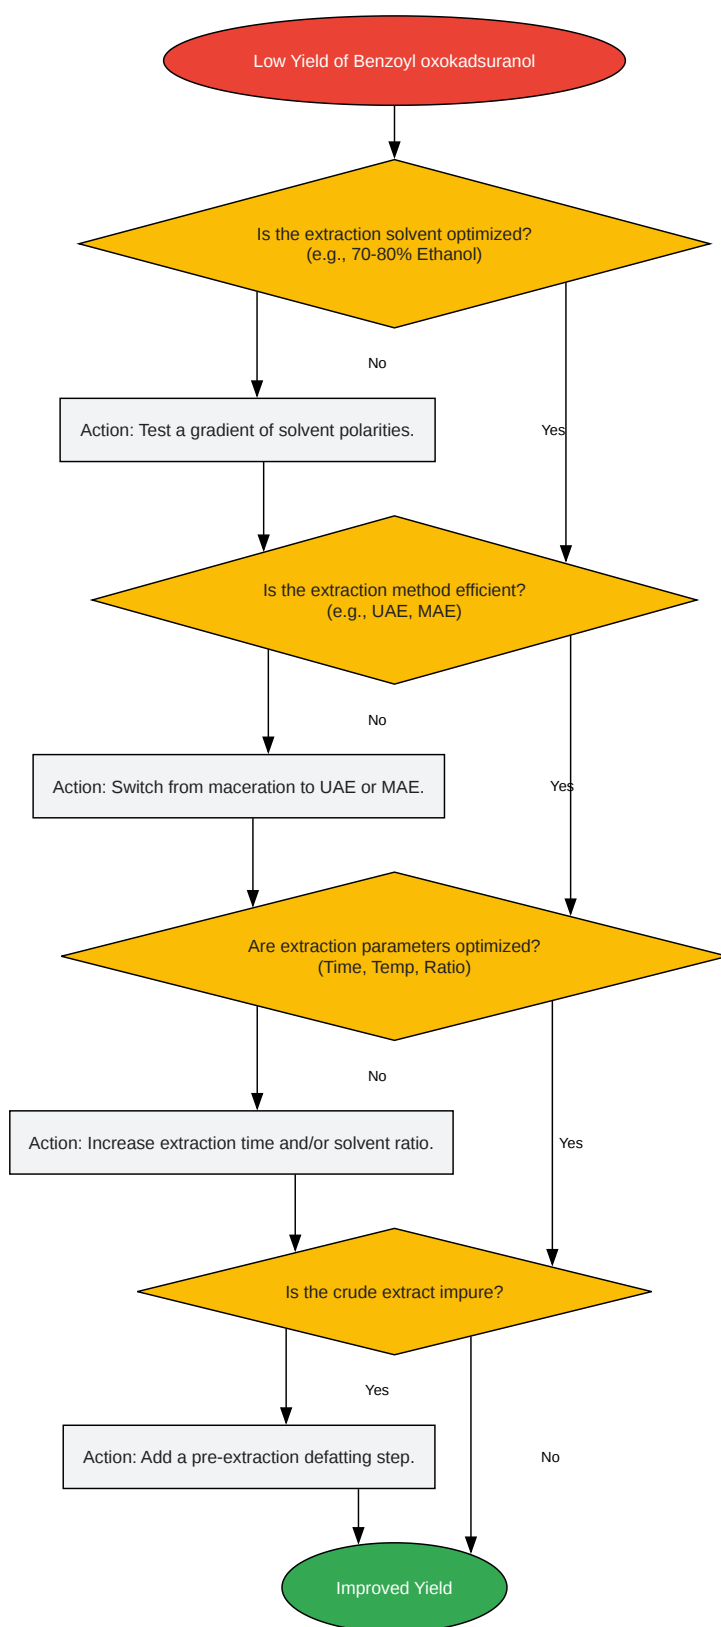 Low Yield of Benzoyl oxokadsuranol
Is the extraction solvent optimized?
(e.g., 70-80% Ethanol)
No
Action: Test a gradient of solvent polarities.
Yes
Is the extraction method efficient?
(e.g., UAE, MAE)
No
Action: Switch from maceration to UAE or MAE.
Yes
Are extraction parameters optimized?
(Time, Temp, Ratio)
No
Action: Increase extraction time and/or solvent ratio.
Yes
Is the crude extract impure?
Yes
Action: Add a pre-extraction defatting step.
No
Improved Yield